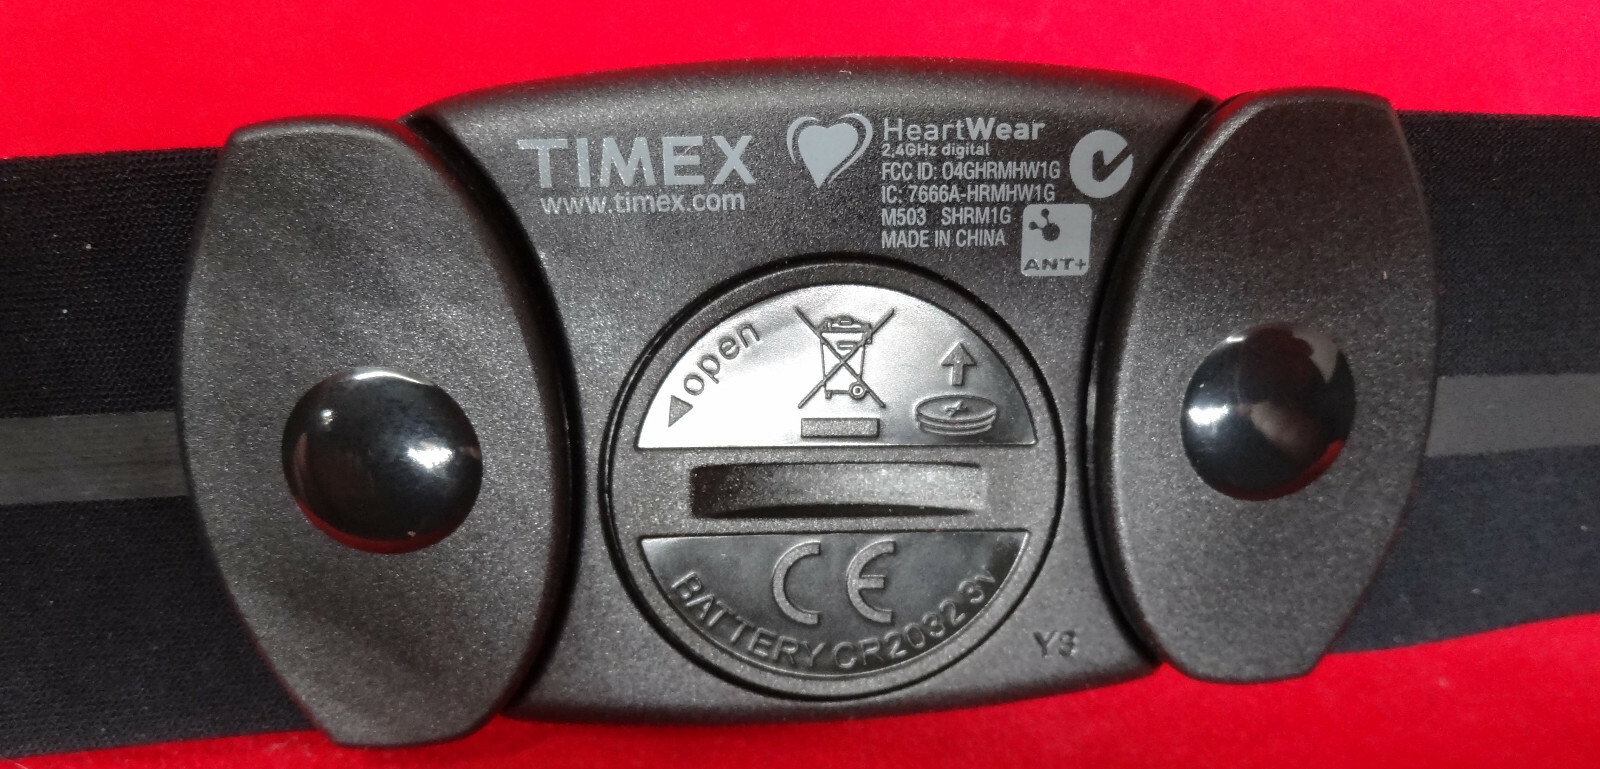 TIMEX
www.timex.com
HeartWear
2,4GHz digital
FCC ID: O4GHRMHW1G
IC: 7666A-HRMHW1G
M503 SHRM1G
MADE IN CHINA
ANT+
open
CE
BATTERY CR2032 3V
YS